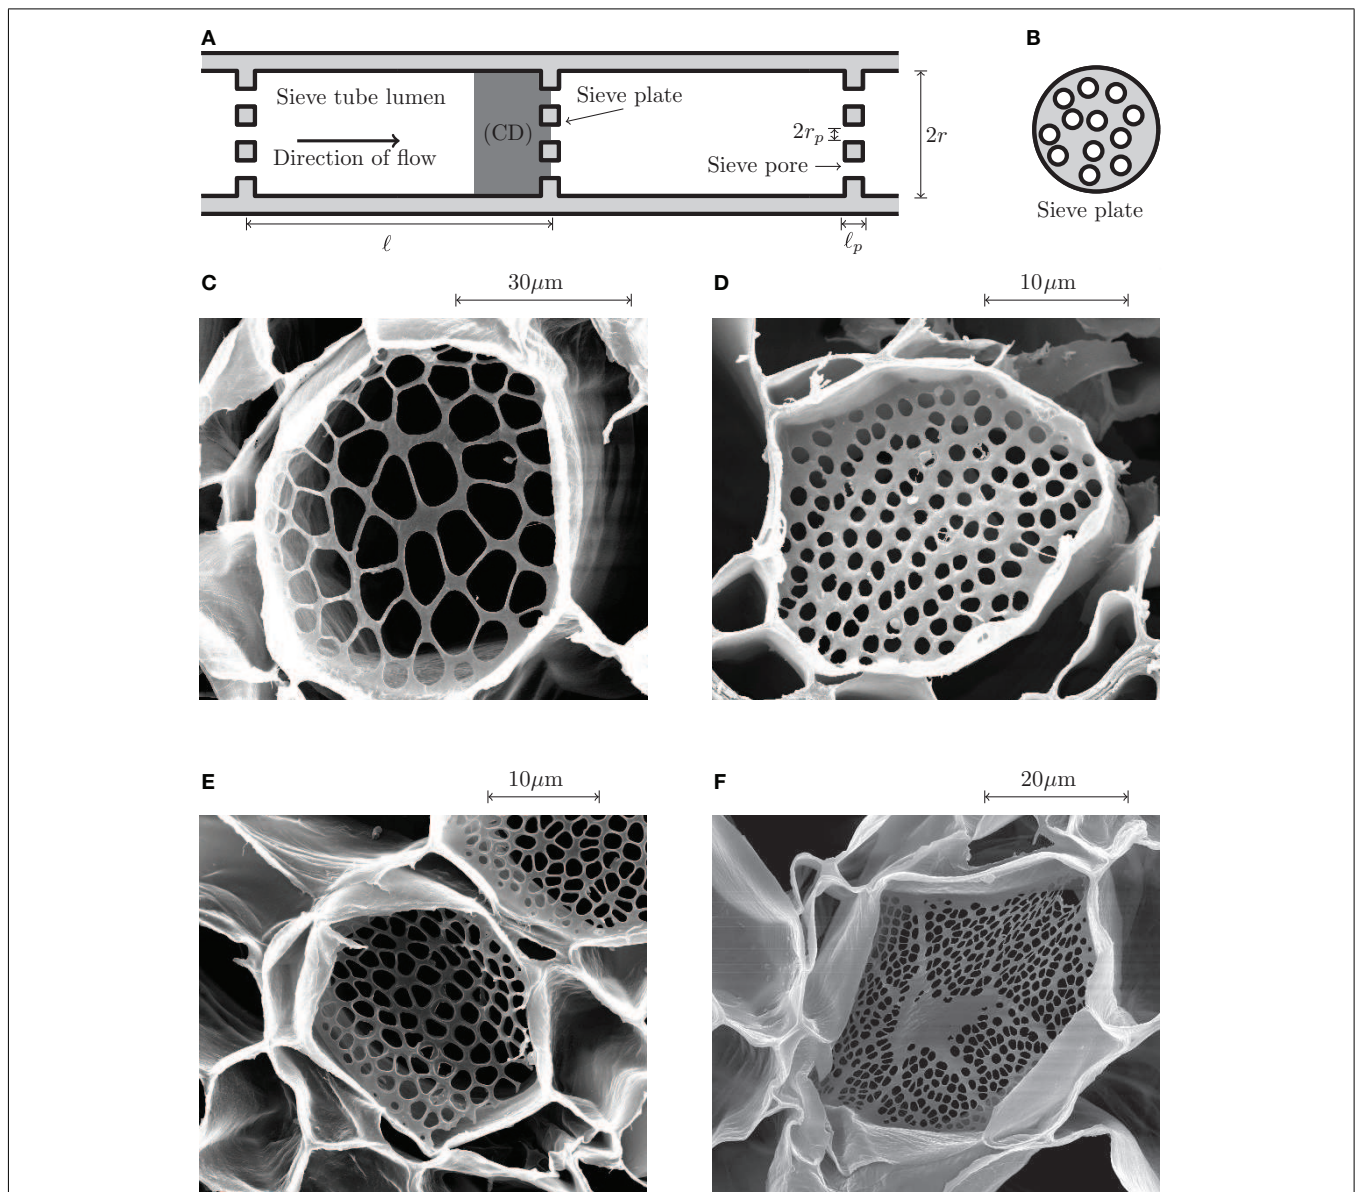 A
B
Sieve tube lumen
Sieve plate
(CD)
2r_p
2r
Direction of flow
Sieve pore
Sieve plate
ℓ
ℓ_p
C
30μm
D
10μm
E
10μm
F
20μm